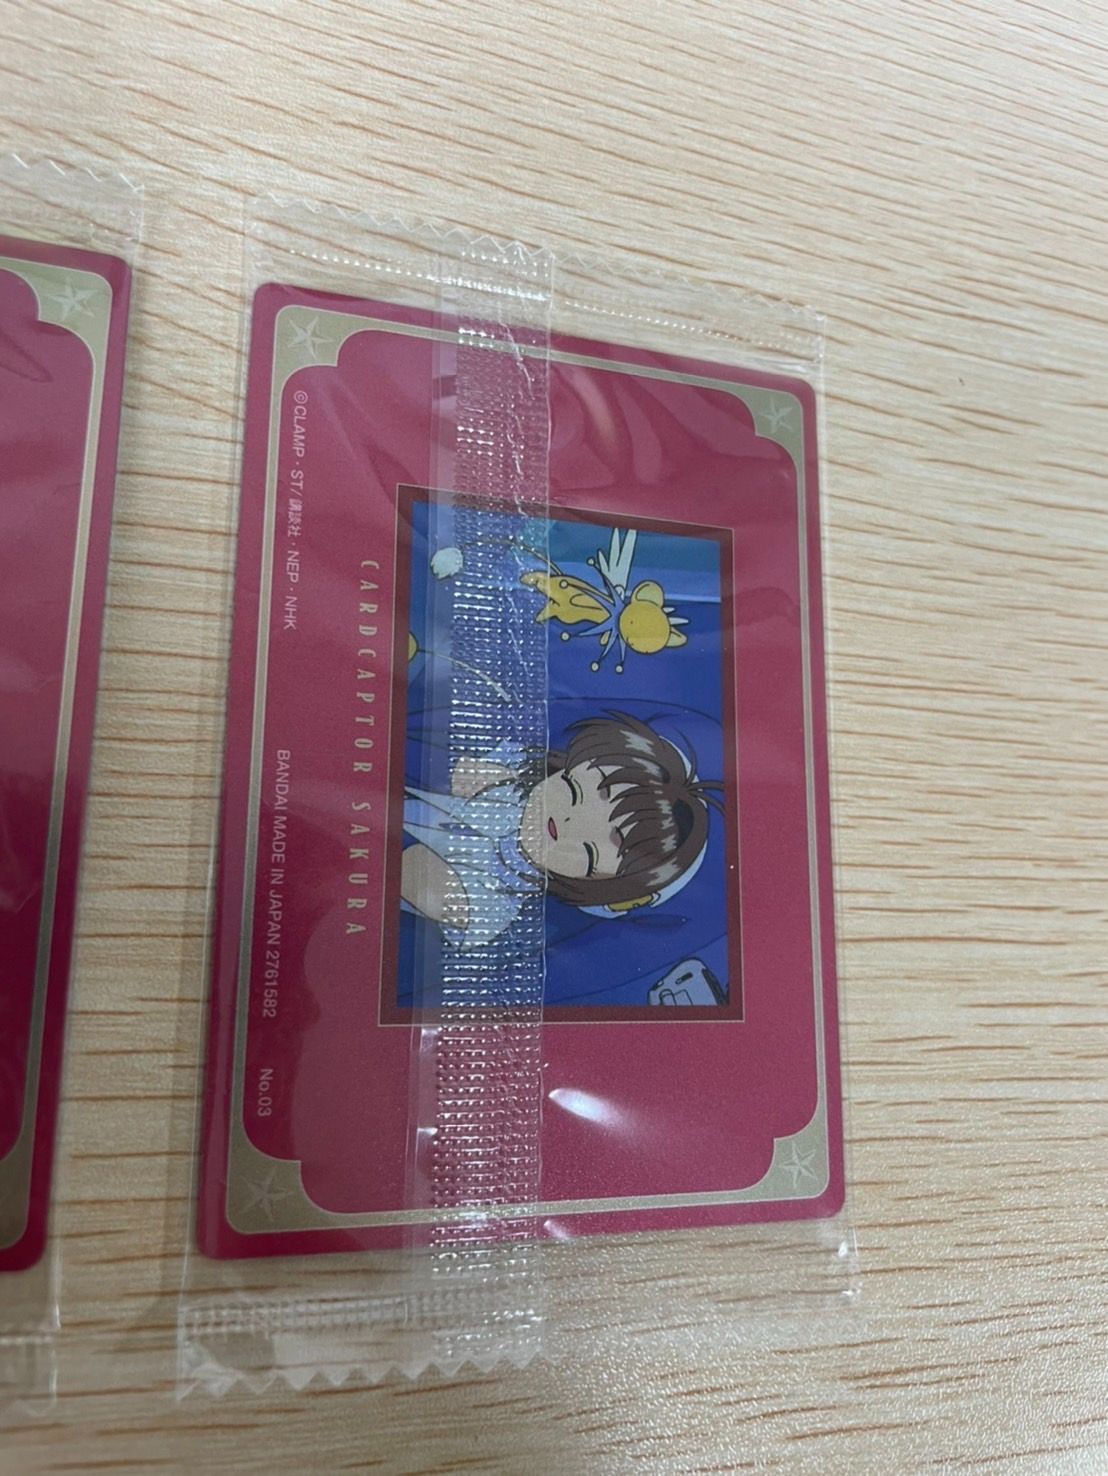 CARDCAPTOR SAKURA
©CLAMP・ST/講談社・NEP・NHK
BANDAI MADE IN JAPAN 2761582
No.03